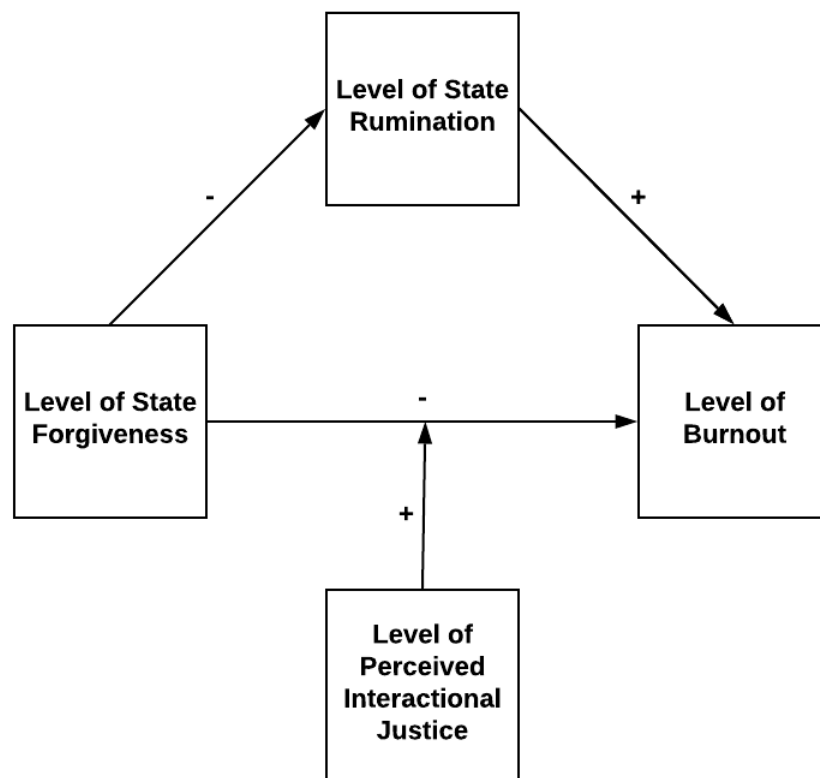 Level of State
Rumination
-
+
Level of State
Forgiveness
-
Level of
Burnout
+
Level of
Perceived
Interactional
Justice